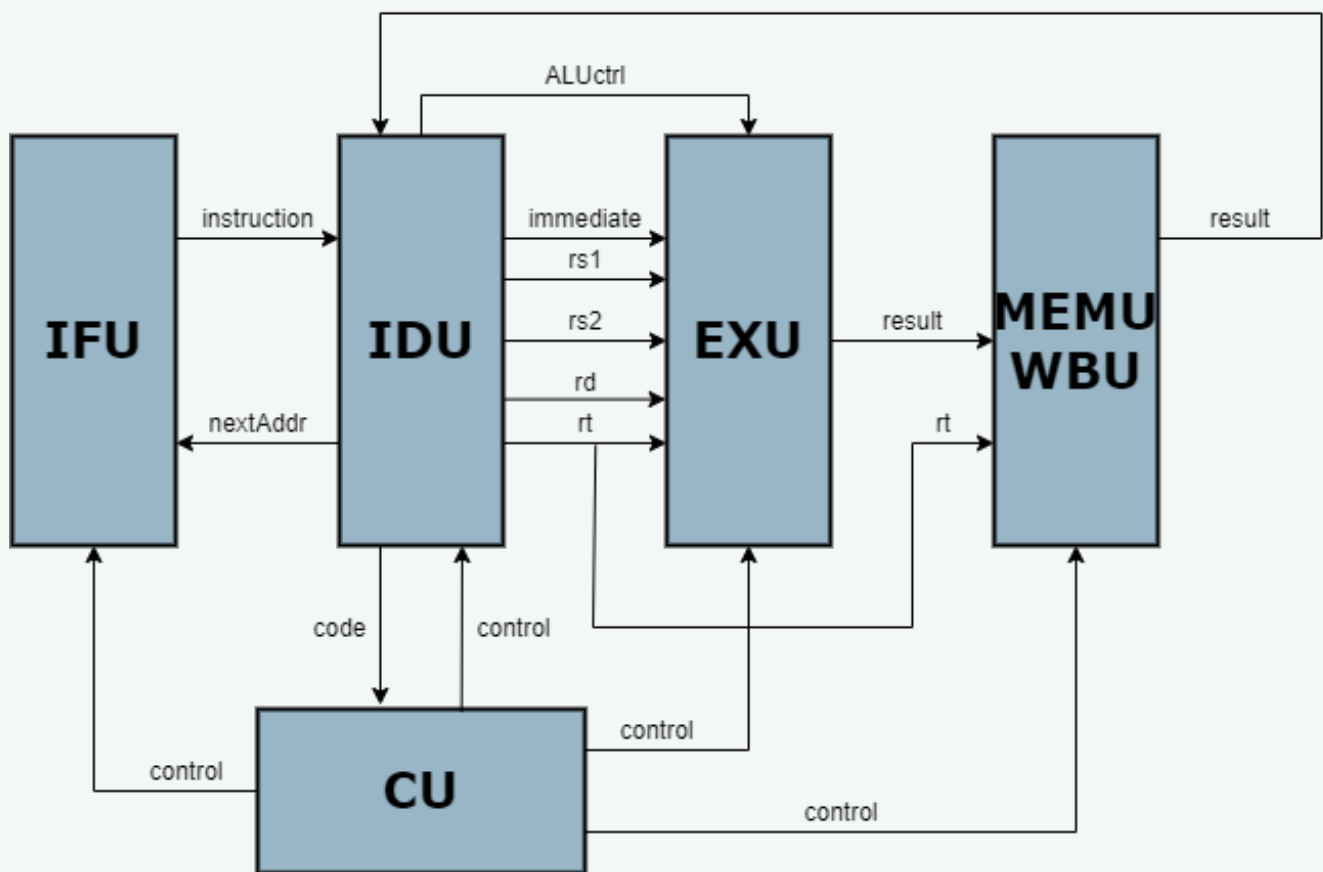 ALUctrl
instruction
immediate
result
rs1
IFU
IDU
rs2
EXU
result
MEMU
WBU
rd
nextAddr
rt
rt
code
control
control
control
CU
control